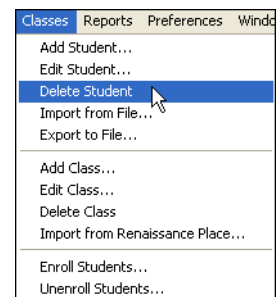 Classes Reports Preferences
Add Student...
Edit Student...
Delete Student
Import from File...
Export to File...
Add Class...
Edit Class...
Delete Class
Import from Renaissance Place...
Enroll Students...
Unenroll Students...